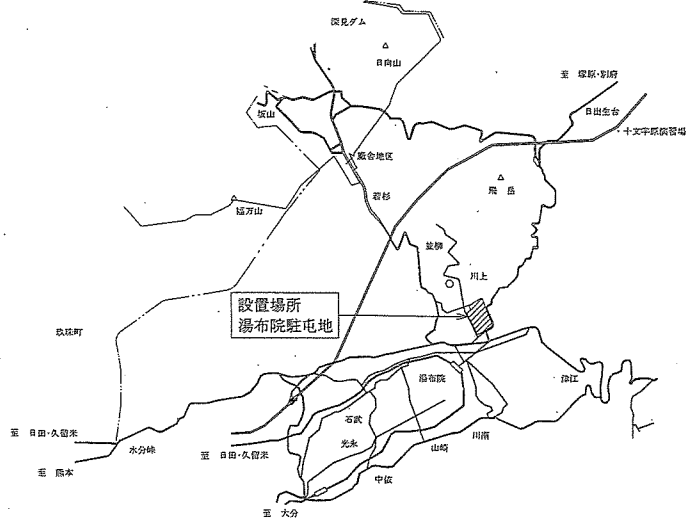 深見ダム
日向山
至 塚原・別府
日出生台
十文字原演習場
坂山
廠舎地区
飛岳
若杉
福万山
並柳
川上
設置場所
湯布院駐屯地
玖珠町
湯布院
津江
石武
光永
川南
山崎
中依
至 日田・久留米
水分峠
至 日田・久留米
至 熊本
至 大分